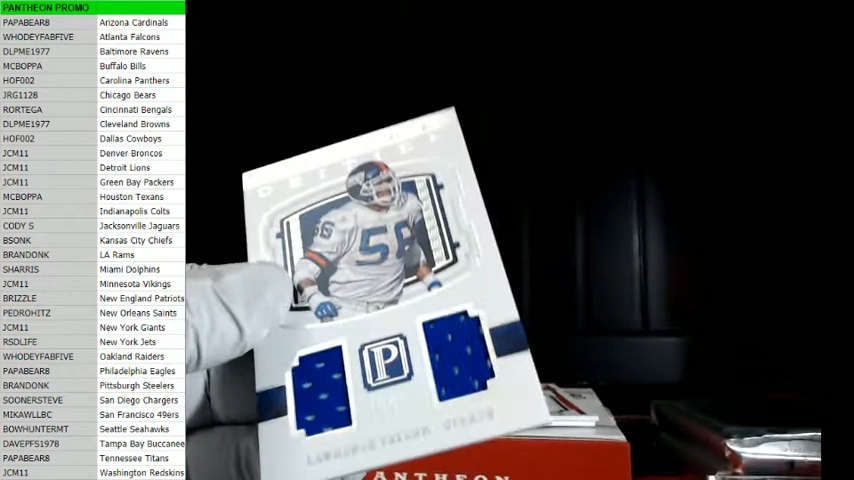 PANTHEON PROMO
PAPABEAR8 Arizona Cardinals
WHODEYFABFIVE Atlanta Falcons
DLPME1977 Baltimore Ravens
MCBOPPA Buffalo Bills
HOF002 Carolina Panthers
JRG1128 Chicago Bears
RORTEGA Cincinnati Bengals
DLPME1977 Cleveland Browns
HOF002 Dallas Cowboys
JCM11 Denver Broncos
JCM11 Detroit Lions
JCM11 Green Bay Packers
MCBOPPA Houston Texans
JCM11 Indianapolis Colts
CODY S Jacksonville Jaguars
BSONK Kansas City Chiefs
BRANDONK LA Rams
SHARRIS Miami Dolphins
JCM11 Minnesota Vikings
BRIZZLE New England Patriots
PEDROHITZ New Orleans Saints
JCM11 New York Giants
RSDLIFE New York Jets
WHODEYFABFIVE Oakland Raiders
PAPABEAR8 Philadelphia Eagles
BRANDONK Pittsburgh Steelers
SOONERSTEVE San Diego Chargers
MIKAWLLBC San Francisco 49ers
BOWHUNTERMTG Seattle Seahawks
DAVEPFS1978 Tampa Bay Buccanee
PAPABEAR8 Tennessee Titans
JCM11 Washington Redskins
56
56
P
LAWRENCE TAYLOR GIANTS
PANTHEON